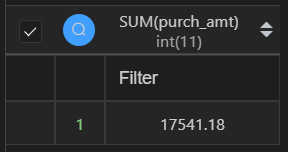 SUM(purch_amt)
int(11)
Filter
1 17541.18